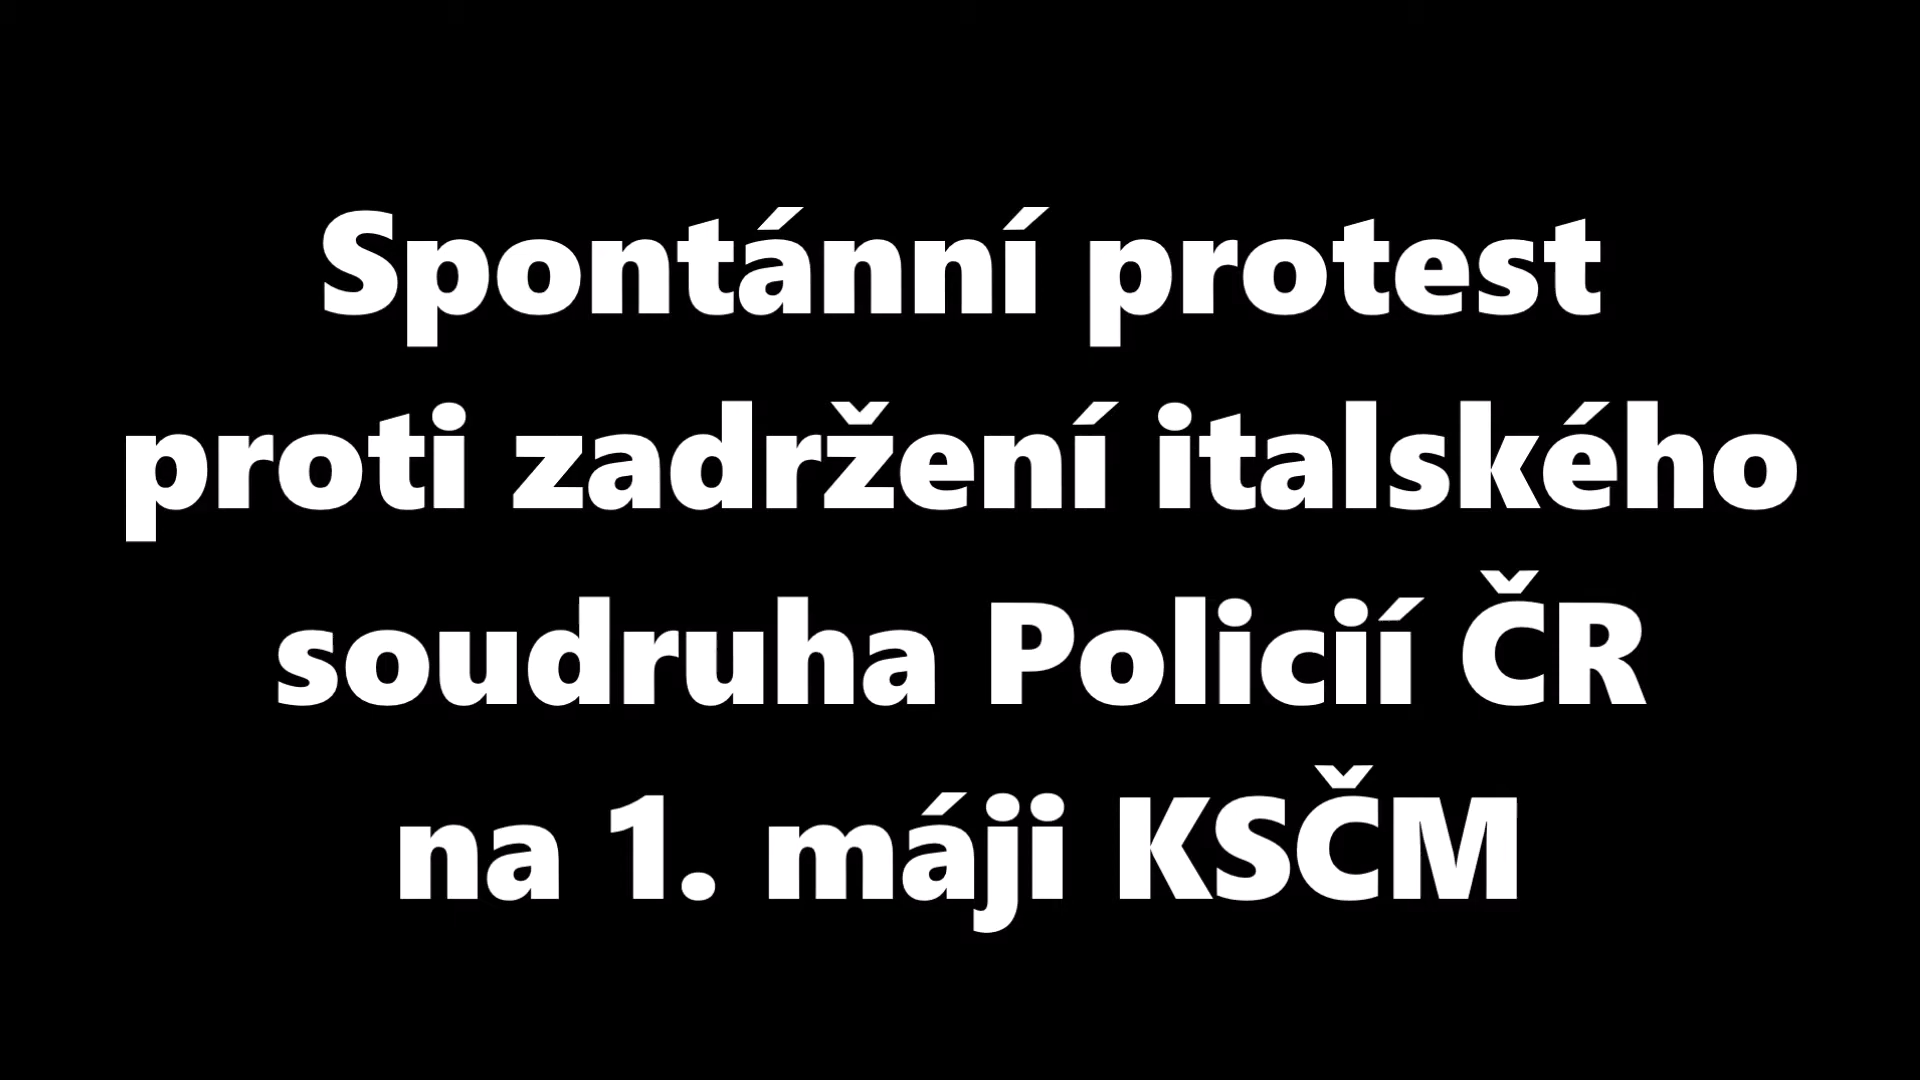 Spontánní protest
proti zadržení italského
soudruha Policií ČR
na 1. máji KSČM